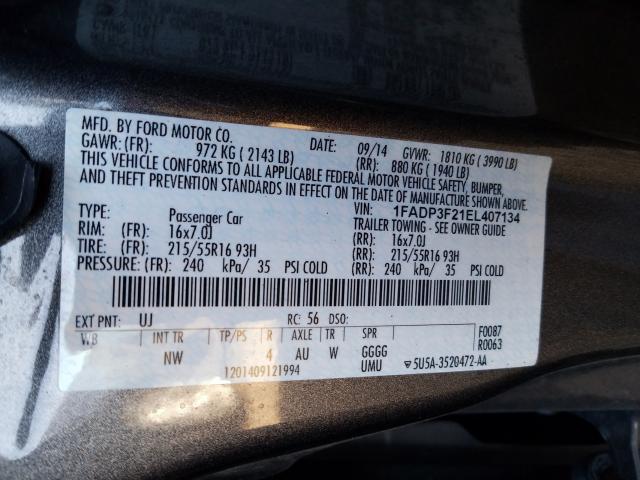 MFD. BY FORD MOTOR CO.
DATE: 09/14 GVWR: 1810 KG ( 3990 LB)
GAWR: (FR): 972 KG ( 2143 LB) (RR): 880 KG ( 1940 LB)
THIS VEHICLE CONFORMS TO ALL APPLICABLE FEDERAL MOTOR VEHICLE SAFETY, BUMPER,
AND THEFT PREVENTION STANDARDS IN EFFECT ON THE DATE OF MANUFACTURE SHOWN ABOVE.
VIN: 1FADP3F21EL407134
TYPE: Passenger Car TRAILER TOWING - SEE OWNER GUIDE
RIM: (FR): 16x7.0J (RR): 16x7.0J
TIRE: (FR): 215/55R16 93H (RR): 215/55R16 93H
PRESSURE: (FR): 240 kPa/ 35 PSI COLD (RR): 240 kPa/ 35 PSI COLD
EXT PNT: UJ RC: 56 DSO:
WB INT TR TP/PS R AXLE TR SPR F0087
NW 4 AU W GGGG R0063
UMU 5U5A-3520472-AA
1201409121994